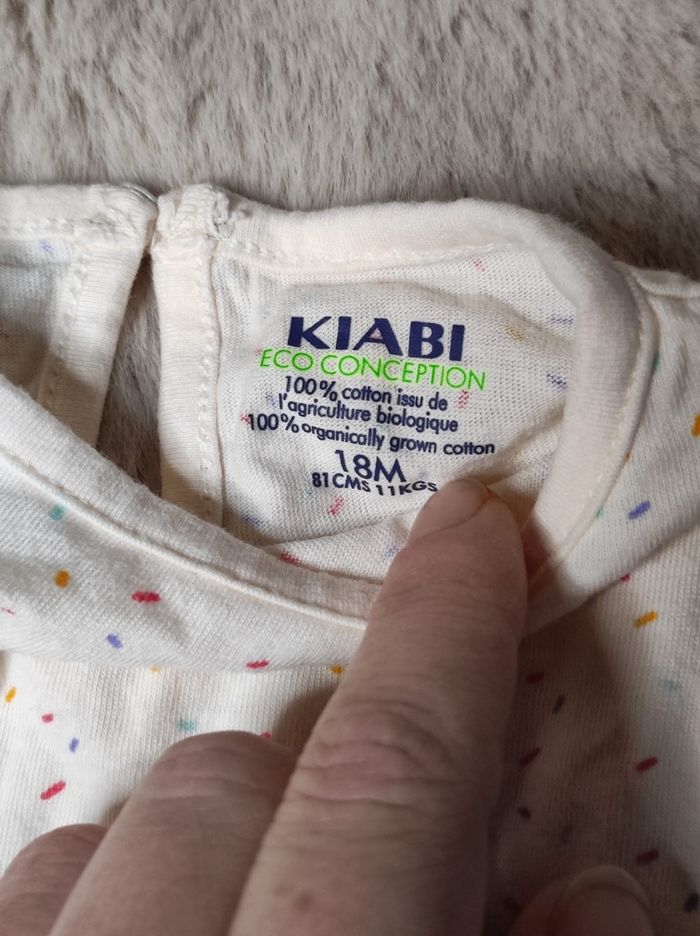 KIABI
ECO CONCEPTION
100% cotton issu de
l'agriculture biologique
100% organically grown cotton
18M
81CMS 11KGS